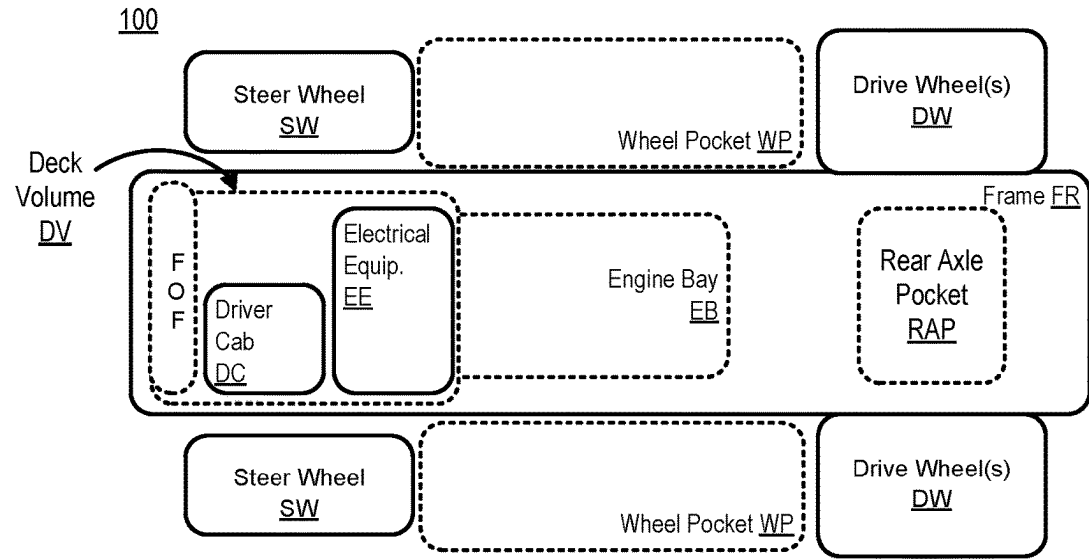 100
Steer Wheel
SW
Wheel Pocket WP
Drive Wheel(s)
DW
Deck
Volume
DV
Frame FR
F
O
F
Driver
Cab
DC
Electrical
Equip.
EE
Engine Bay
EB
Rear Axle
Pocket
RAP
Steer Wheel
SW
Wheel Pocket WP
Drive Wheel(s)
DW